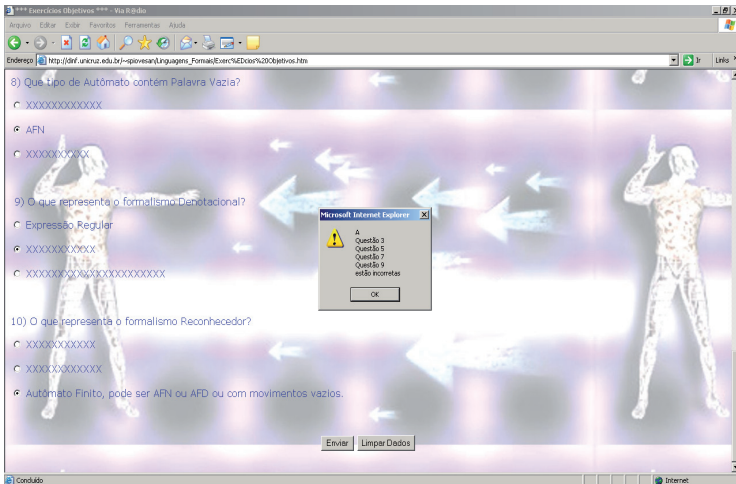 *** Exercícios Objetivos *** - Via R@dio
Arquivo Editar Exibir Favoritos Ferramentas Ajuda
Endereço http://dinf.unicruz.edu.br/~spiovesan/Linguagens_Formais/Exerc%EDcios%20Objetivos.htm Ir Links
8) Que tipo de Autômato contém Palavra Vazia?
XXXXXXXXXXXX
AFN
XXXXXXXXXX
9) O que representa o formalismo Denotacional?
Expressão Regular
XXXXXXXXXXX
XXXXXXXXXXXXXXXXXXXXXX
10) O que representa o formalismo Reconhecedor?
XXXXXXXXXXX
XXXXXXXXXXXX
Autômato Finito, pode ser AFN ou AFD ou com movimentos vazios.
Enviar Limpar Dados
Microsoft Internet Explorer
A
Questão 3
Questão 5
Questão 7
Questão 9
estão incorretas
OK
Concluído Internet